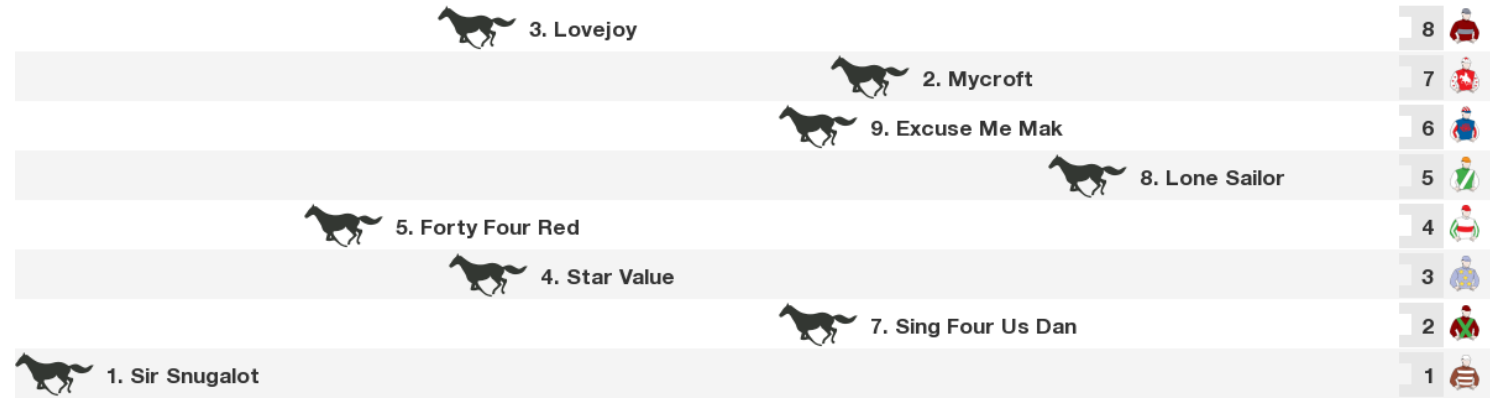 3. Lovejoy 8
2. Mycroft 7
9. Excuse Me Mak 6
8. Lone Sailor 5
5. Forty Four Red 4
4. Star Value 3
7. Sing Four Us Dan 2
1. Sir Snugalot 1